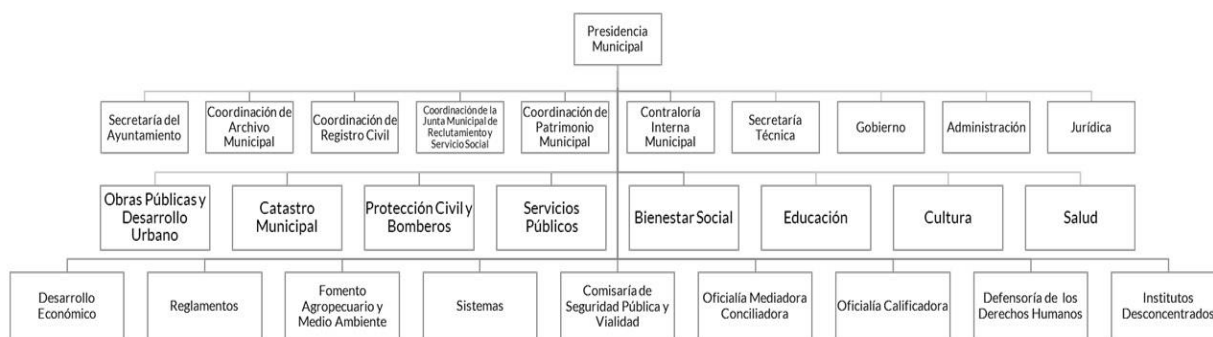 Presidencia
Municipal
Secretaría del
Ayuntamiento
Coordinación de
Archivo
Municipal
Coordinación de
Registro Civil
Coordinación de la
Junta Municipal de
Reclutamiento y
Servicio Social
Coordinación de
Patrimonio
Municipal
Contraloría
Interna
Municipal
Secretaría
Técnica
Gobierno
Administración
Jurídica
Obras Públicas y
Desarrollo
Urbano
Catastro
Municipal
Protección Civil y
Bomberos
Servicios
Públicos
Bienestar Social
Educación
Cultura
Salud
Desarrollo
Económico
Reglamentos
Fomento
Agropecuario y
Medio Ambiente
Sistemas
Comisaría de
Seguridad Pública y
Vialidad
Oficialía Mediadora
Conciliadora
Oficialía Calificadora
Defensoría de los
Derechos Humanos
Institutos
Desconcentrados